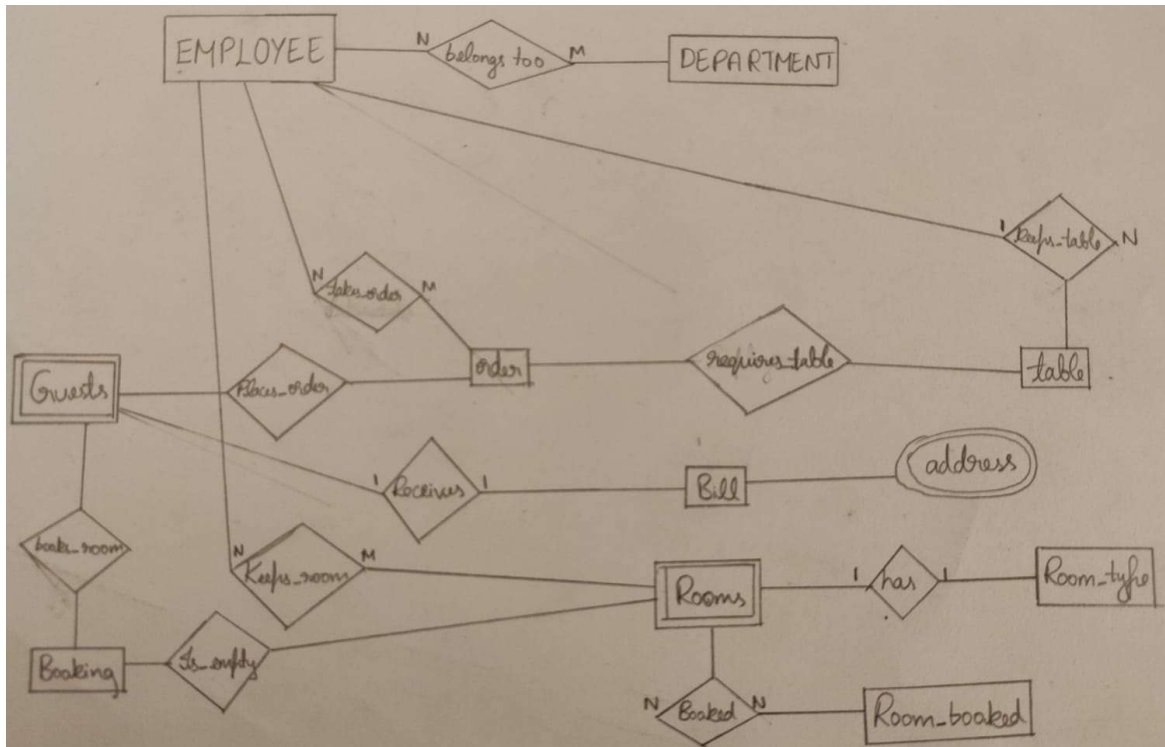 EMPLOYEE
N
belongs too
M
DEPARTMENT
1
Keeps_table
N
N
Takes_order
M
Guests
Places_order
order
requires_table
table
1
Receives
1
Bill
address
books_room
N
Keeps_room
M
Rooms
1
has
1
Room_type
Booking
Is_empty
N
Booked
N
Room_booked